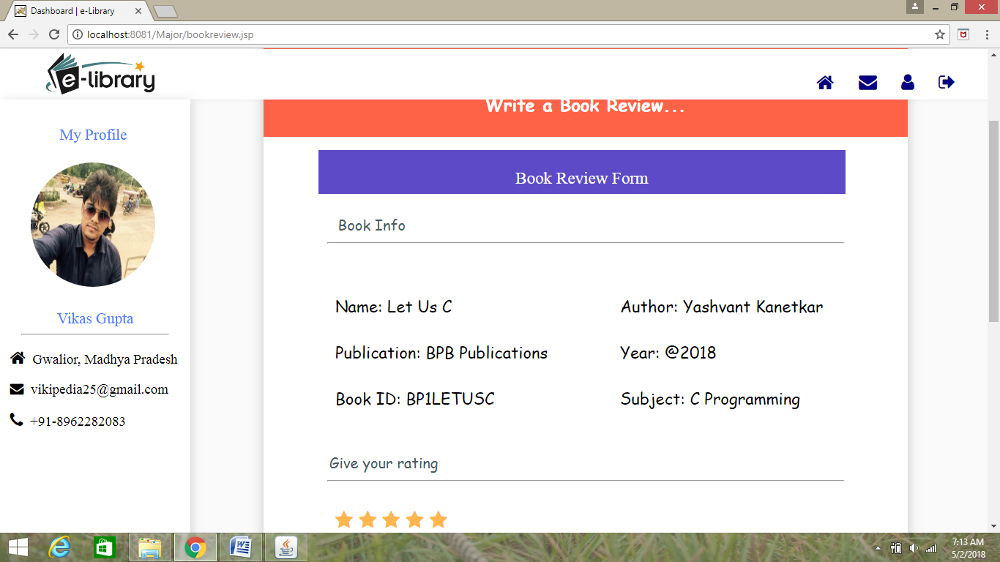 Dashboard | e-Library
localhost:8081/Major/bookreview.jsp
e-library
Write a Book Review...
My Profile
Vikas Gupta
Gwalior, Madhya Pradesh
vikipedia25@gmail.com
+91-8962282083
Book Review Form
Book Info
Name: Let Us C
Author: Yashvant Kanetkar
Publication: BPB Publications
Year: @2018
Book ID: BP1LETUSC
Subject: C Programming
Give your rating
7:13 AM
5/2/2018